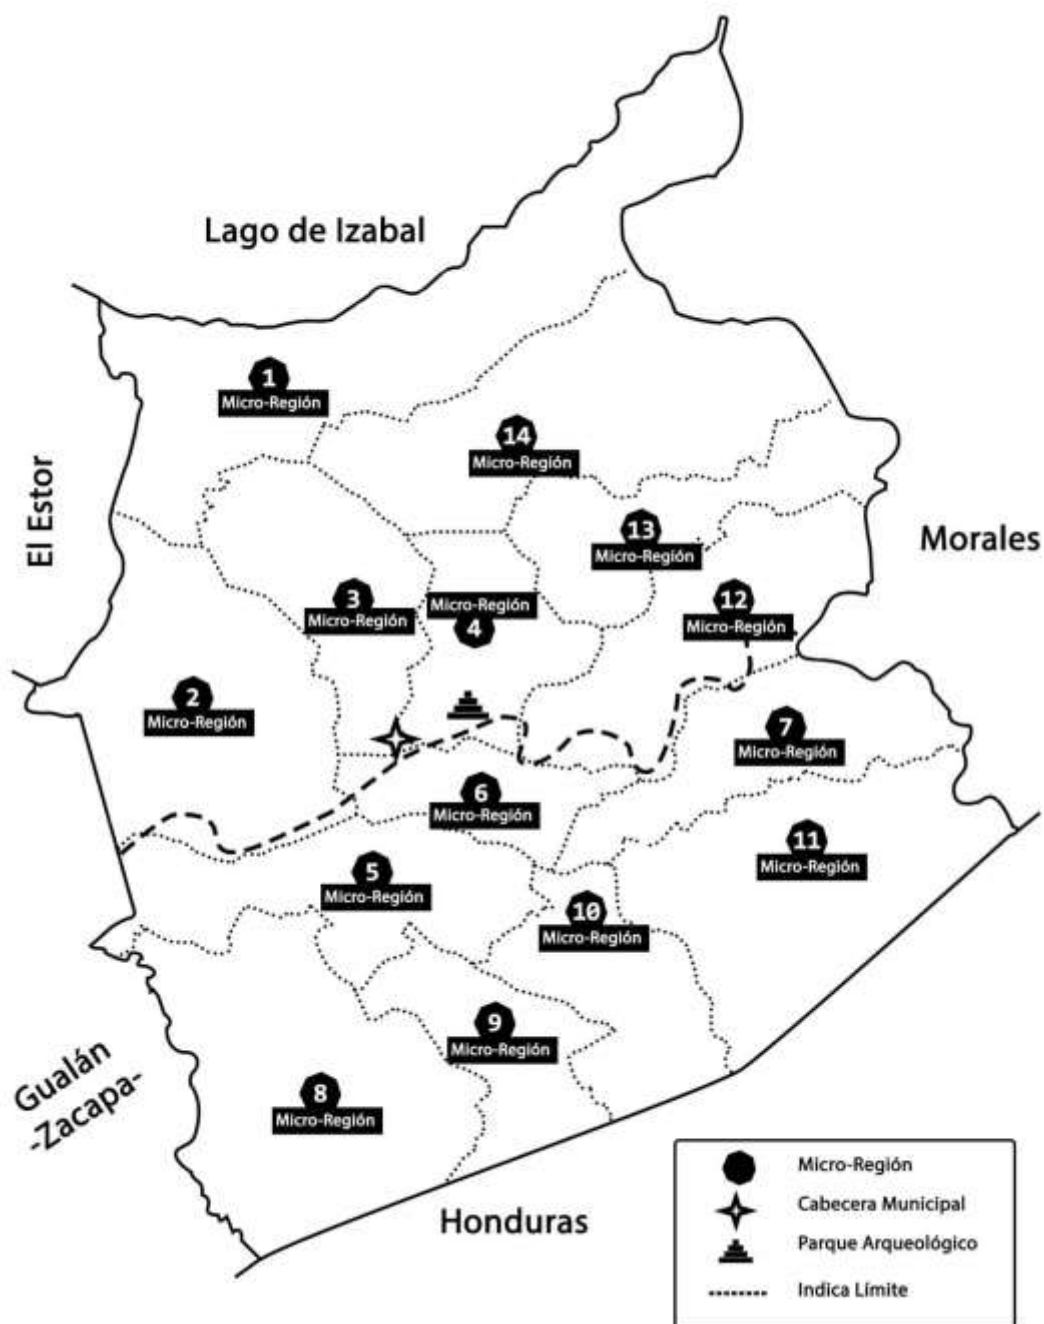 Lago de Izabal
1
Micro-Región
14
Micro-Región
El Estor
13
Micro-Región
Morales
3
Micro-Región
Micro-Región
4
12
Micro-Región
2
Micro-Región
7
Micro-Región
6
Micro-Región
11
Micro-Región
5
Micro-Región
10
Micro-Región
9
Micro-Región
Gualán
-Zacapa-
8
Micro-Región
Honduras
Micro-Región
Cabecera Municipal
Parque Arqueológico
Indica Límite